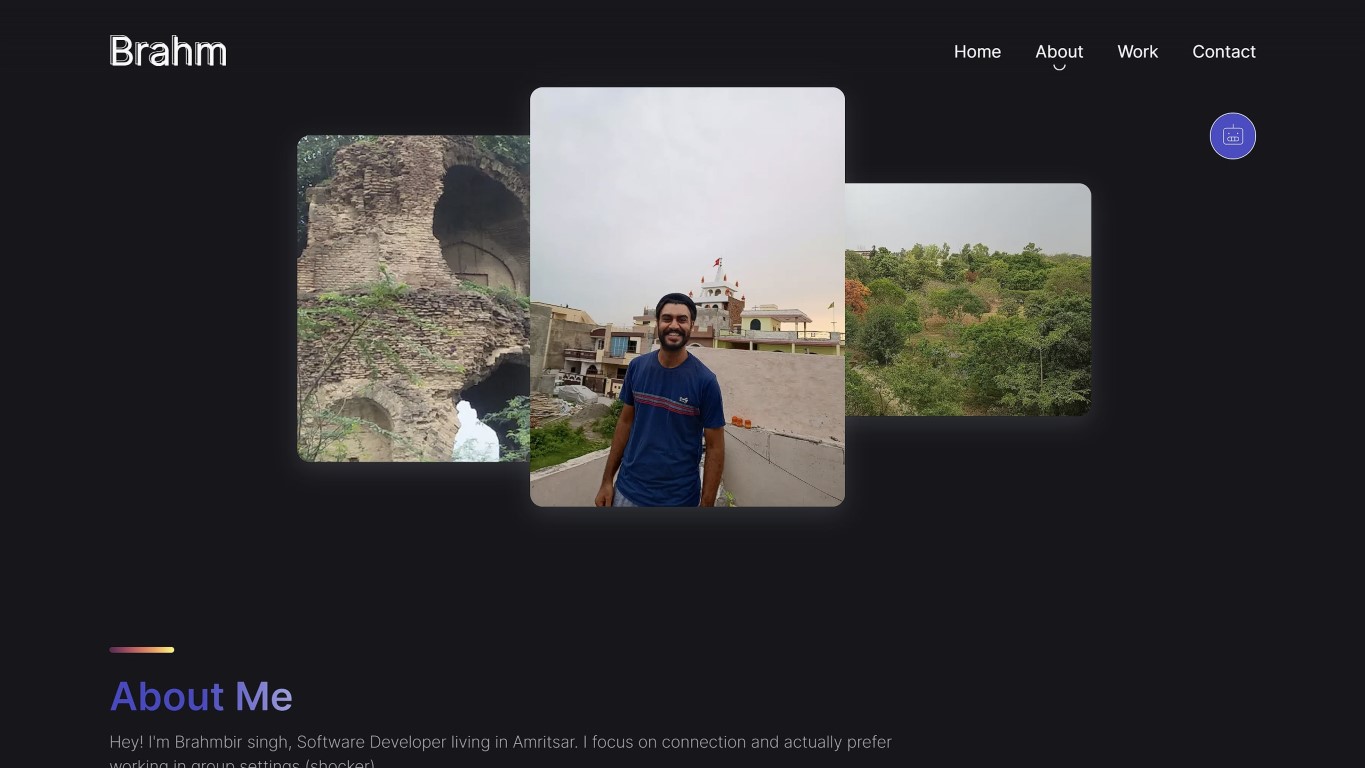 Brahm
Home About Work Contact
About Me
Hey! I'm Brahmbir singh, Software Developer living in Amritsar. I focus on connection and actually prefer
working in group settings (shocker)